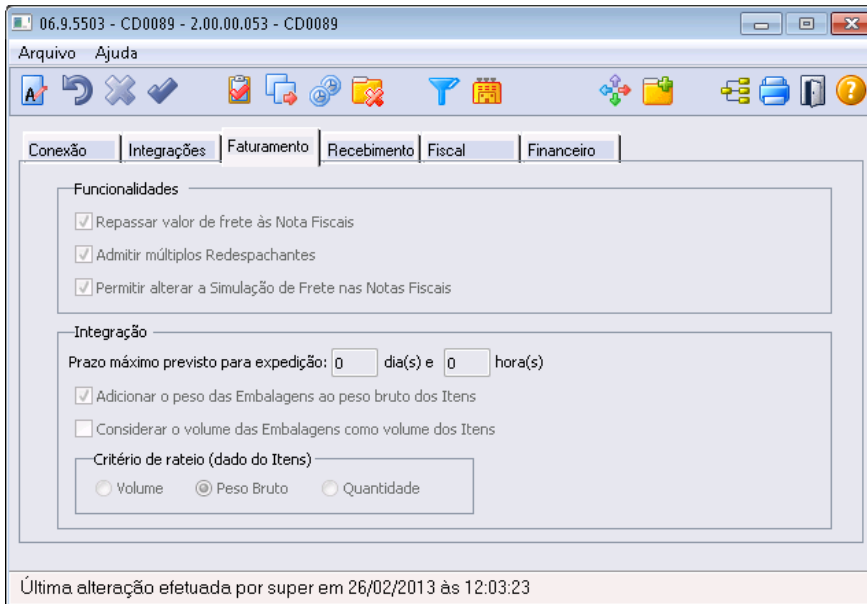 06.9.5503 - CD0089 - 2.00.00.053 - CD0089
Arquivo Ajuda
Conexão Integrações Faturamento Recebimento Fiscal Financeiro
Funcionalidades
Repassar valor de frete às Nota Fiscais
Admitir múltiplos Redespachantes
Permitir alterar a Simulação de Frete nas Notas Fiscais
Integração
Prazo máximo previsto para expedição: 0 dia(s) e 0 hora(s)
Adicionar o peso das Embalagens ao peso bruto dos Itens
Considerar o volume das Embalagens como volume dos Itens
Critério de rateio (dado do Itens)
Volume Peso Bruto Quantidade
Última alteração efetuada por super em 26/02/2013 às 12:03:23